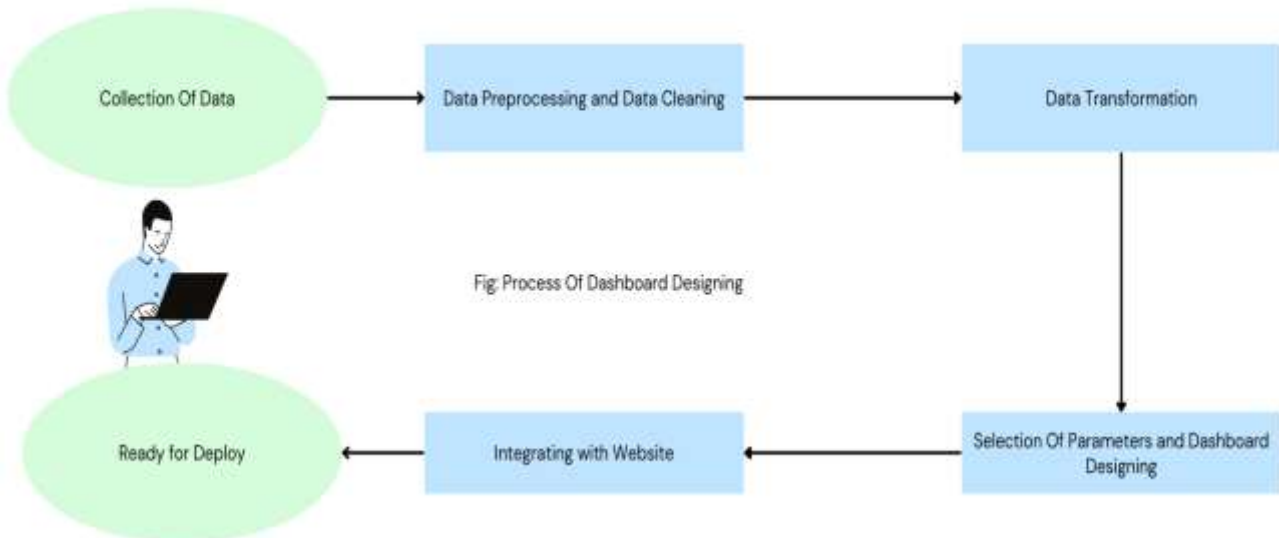 Collection Of Data
Data Preprocessing and Data Cleaning
Data Transformation
Fig: Process Of Dashboard Designing
Ready for Deploy
Integrating with Website
Selection Of Parameters and Dashboard
Designing